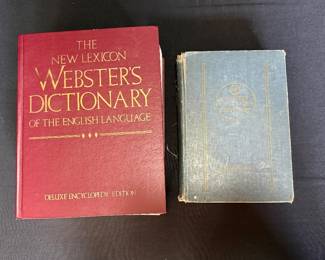 THE
NEW LEXICON
WEBSTER'S
DICTIONARY
OF THE ENGLISH LANGUAGE
DELUXE ENCYCLOPEDIC EDITION